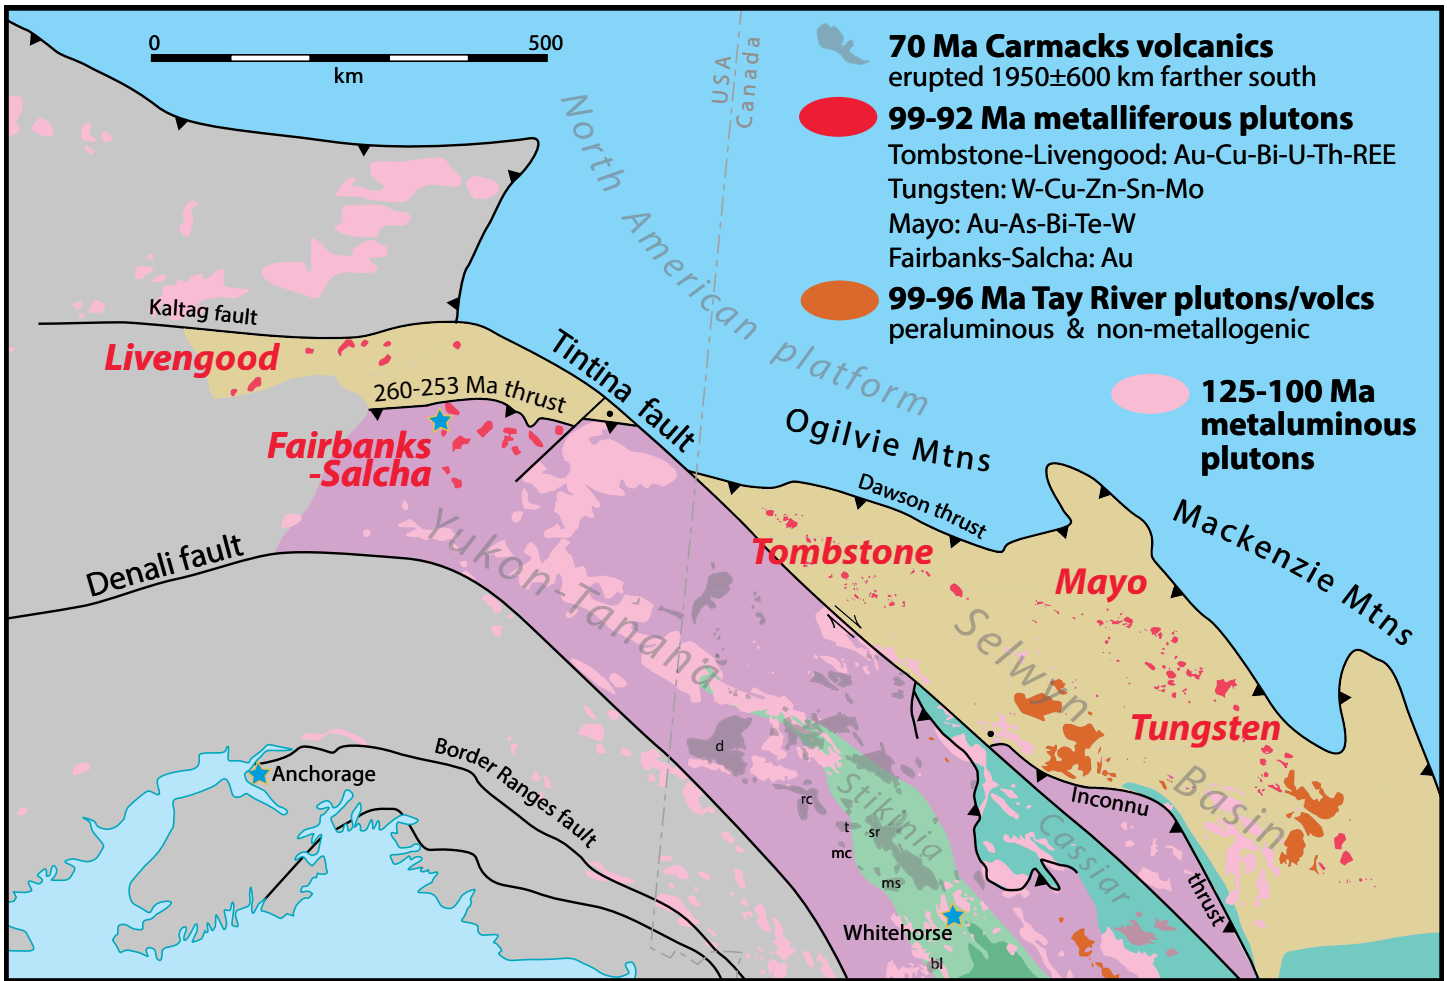 0 500
km
USA
Canada
70 Ma Carmacks volcanics
erupted 1950±600 km farther south
99-92 Ma metalliferous plutons
Tombstone-Livengood: Au-Cu-Bi-U-Th-REE
Tungsten: W-Cu-Zn-Sn-Mo
Mayo: Au-As-Bi-Te-W
Fairbanks-Salcha: Au
99-96 Ma Tay River plutons/volcs
peraluminous & non-metallogenic
125-100 Ma
metaluminous
plutons
North American platform
Kaltag fault
Livengood
260-253 Ma thrust
Tintina fault
Fairbanks
-Salcha
Ogilvie Mtns
Dawson thrust
Mackenzie Mtns
Denali fault
Yukon-Tanana
Tombstone
Mayo
Selwyn
Basin
Tungsten
Border Ranges fault
Anchorage
d
rc
t
sr
mc
ms
Stikinia
Cassiar
Inconnu
thrust
Whitehorse
bl